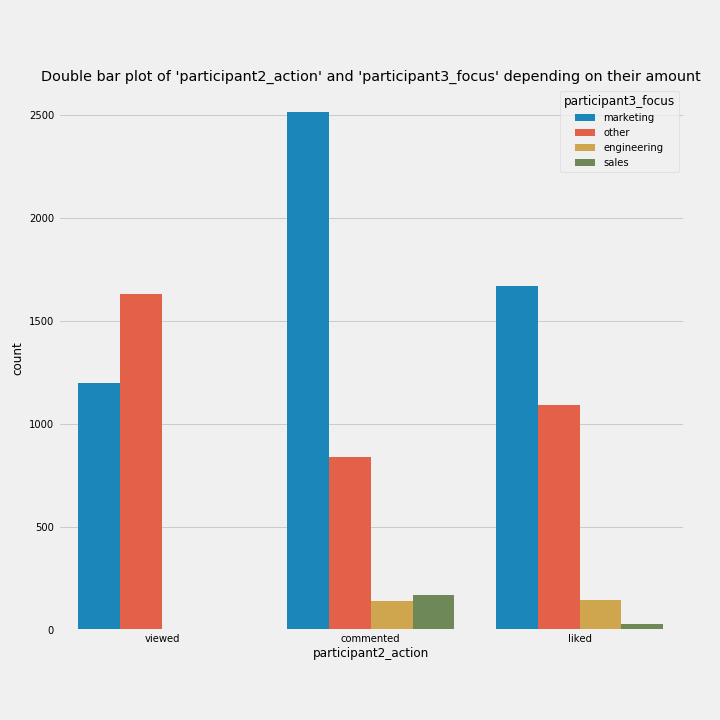 Double bar plot of 'participant2_action' and 'participant3_focus' depending on their amount
participant3_focus
marketing
other
engineering
sales
2500
2000
1500
1000
500
0
count
viewed
commented
liked
participant2_action